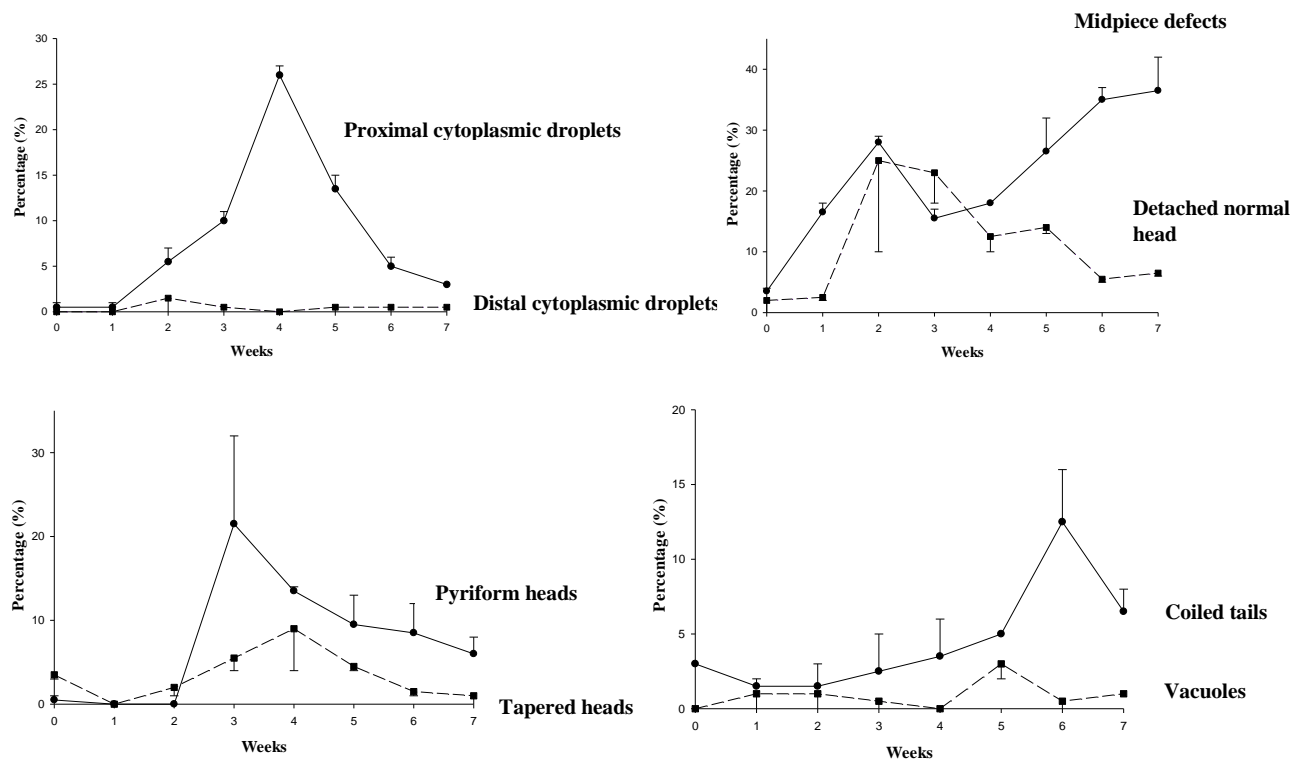 30
25
20
15
10
5
0
Percentage (%)
Proximal cytoplasmic droplets
Distal cytoplasmic droplets
0 1 2 3 4 5 6 7
Weeks
Midpiece defects
40
30
20
10
0
Percentage (%)
Detached normal
head
0 1 2 3 4 5 6 7
Weeks
30
20
10
0
Percentage (%)
Pyriform heads
Tapered heads
0 1 2 3 4 5 6 7
Weeks
20
15
10
5
0
Percentage (%)
Coiled tails
Vacuoles
0 1 2 3 4 5 6 7
Weeks